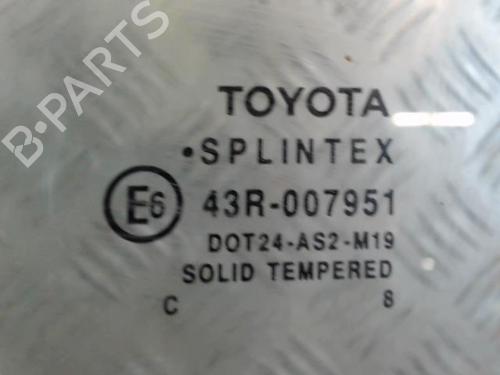 B-PARTS
TOYOTA
•SPLINTEX
E6 43R-007951
DOT24-AS2-M19
SOLID TEMPERED
C 8